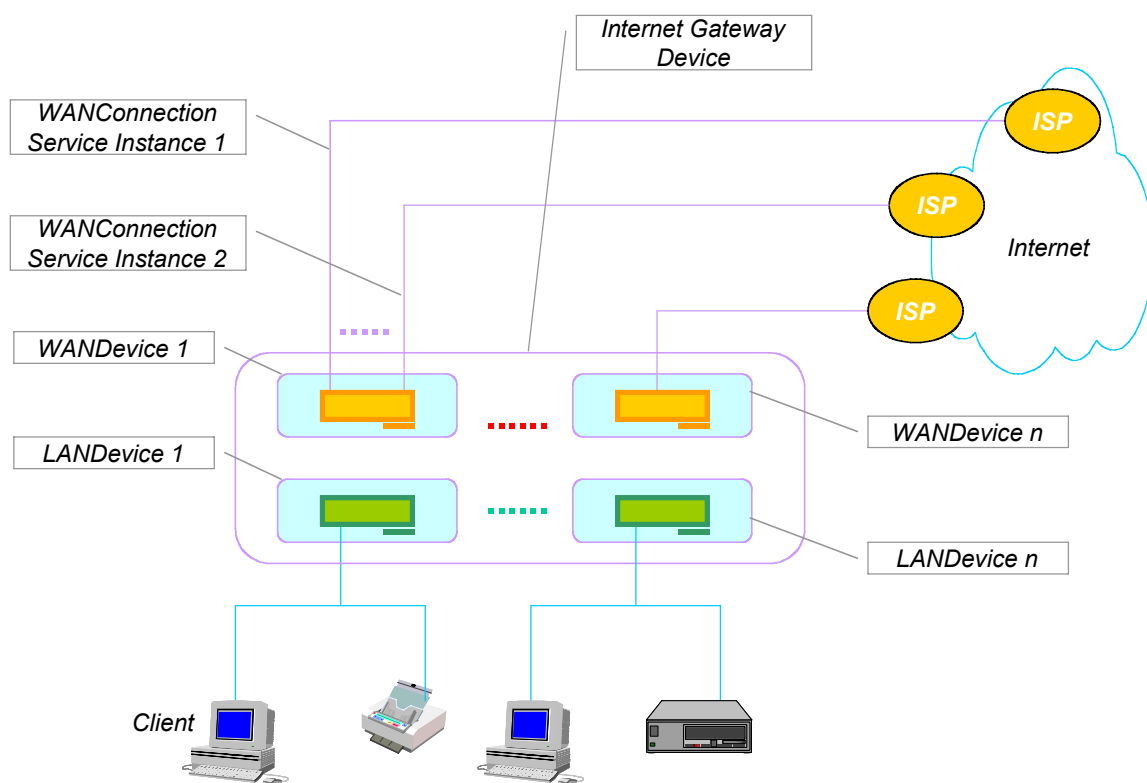 Internet Gateway
Device
WANConnection
Service Instance 1
ISP
ISP
WANConnection
Service Instance 2
Internet
ISP
WANDevice 1
WANDevice n
LANDevice 1
LANDevice n
Client